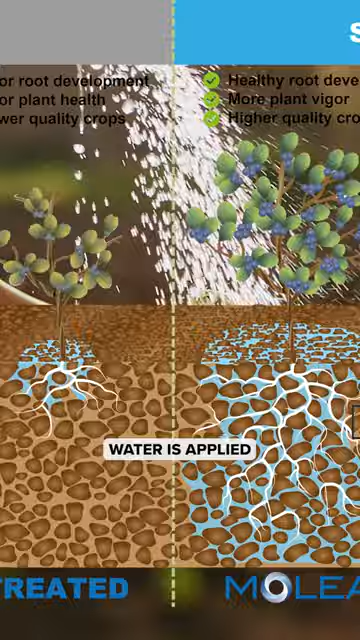 S
or root development
or plant health
wer quality crops
Healthy root deve
More plant vigor
Higher quality cro
WATER IS APPLIED
TREATED
MOLEA